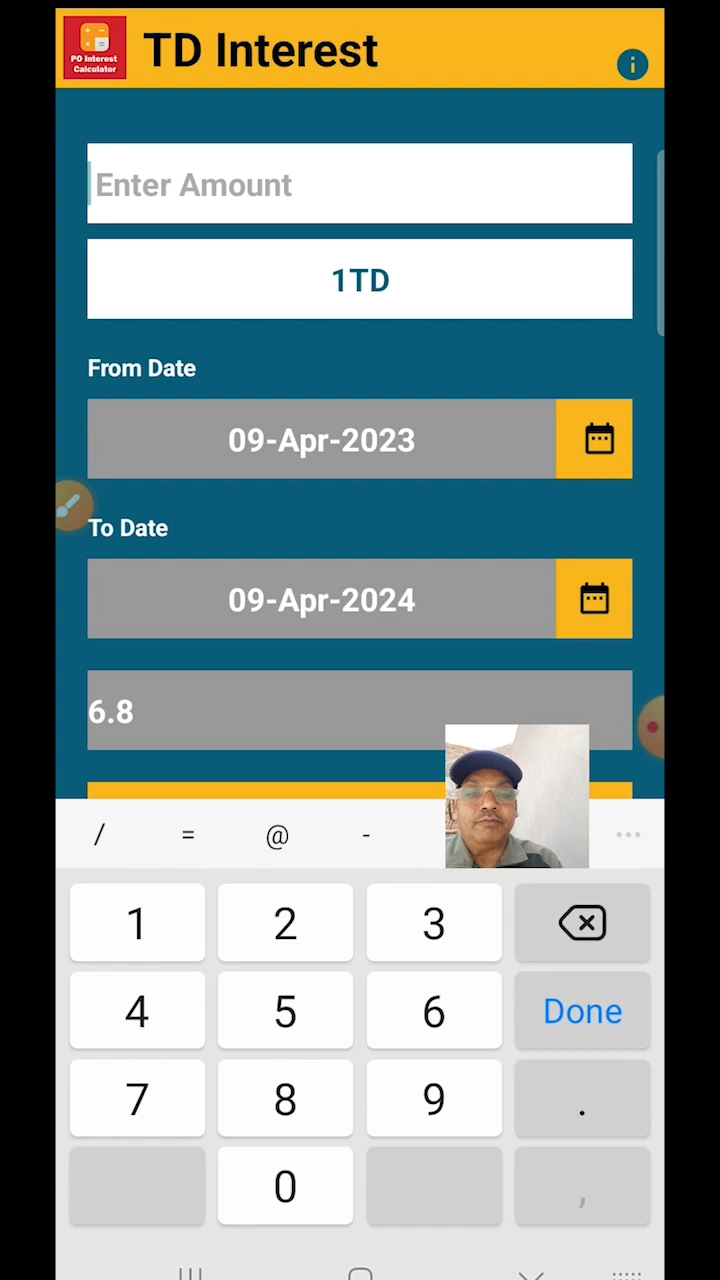 PO Interest
Calculator
TD Interest
i
Enter Amount
1TD
From Date
09-Apr-2023
To Date
09-Apr-2024
6.8
/ = @ -
1 2 3
4 5 6 Done
7 8 9 .
0 ,